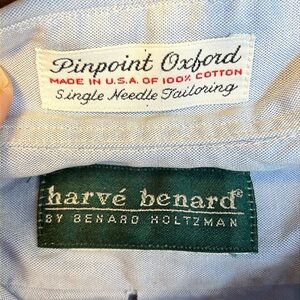 Pinpoint Oxford
MADE IN U.S.A. OF 100% COTTON
Single Needle Tailoring
harvé benard®
BY BENARD HOLTZMAN